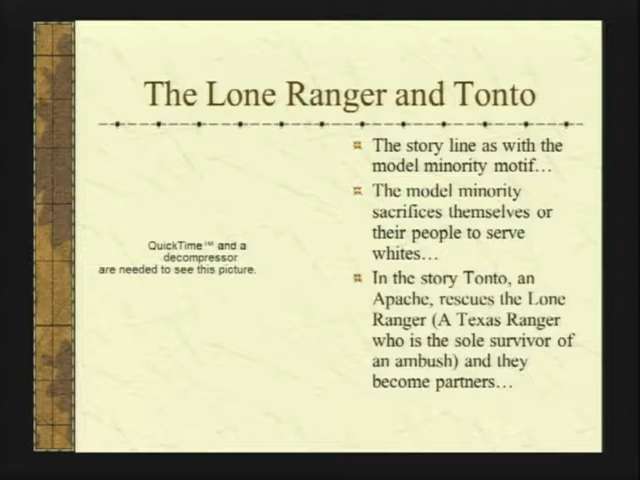 The Lone Ranger and Tonto
QuickTime™ and a
decompressor
are needed to see this picture.
The story line as with the
model minority motif…
The model minority
sacrifices themselves or
their people to serve
whites…
In the story Tonto, an
Apache, rescues the Lone
Ranger (A Texas Ranger
who is the sole survivor of
an ambush) and they
become partners…